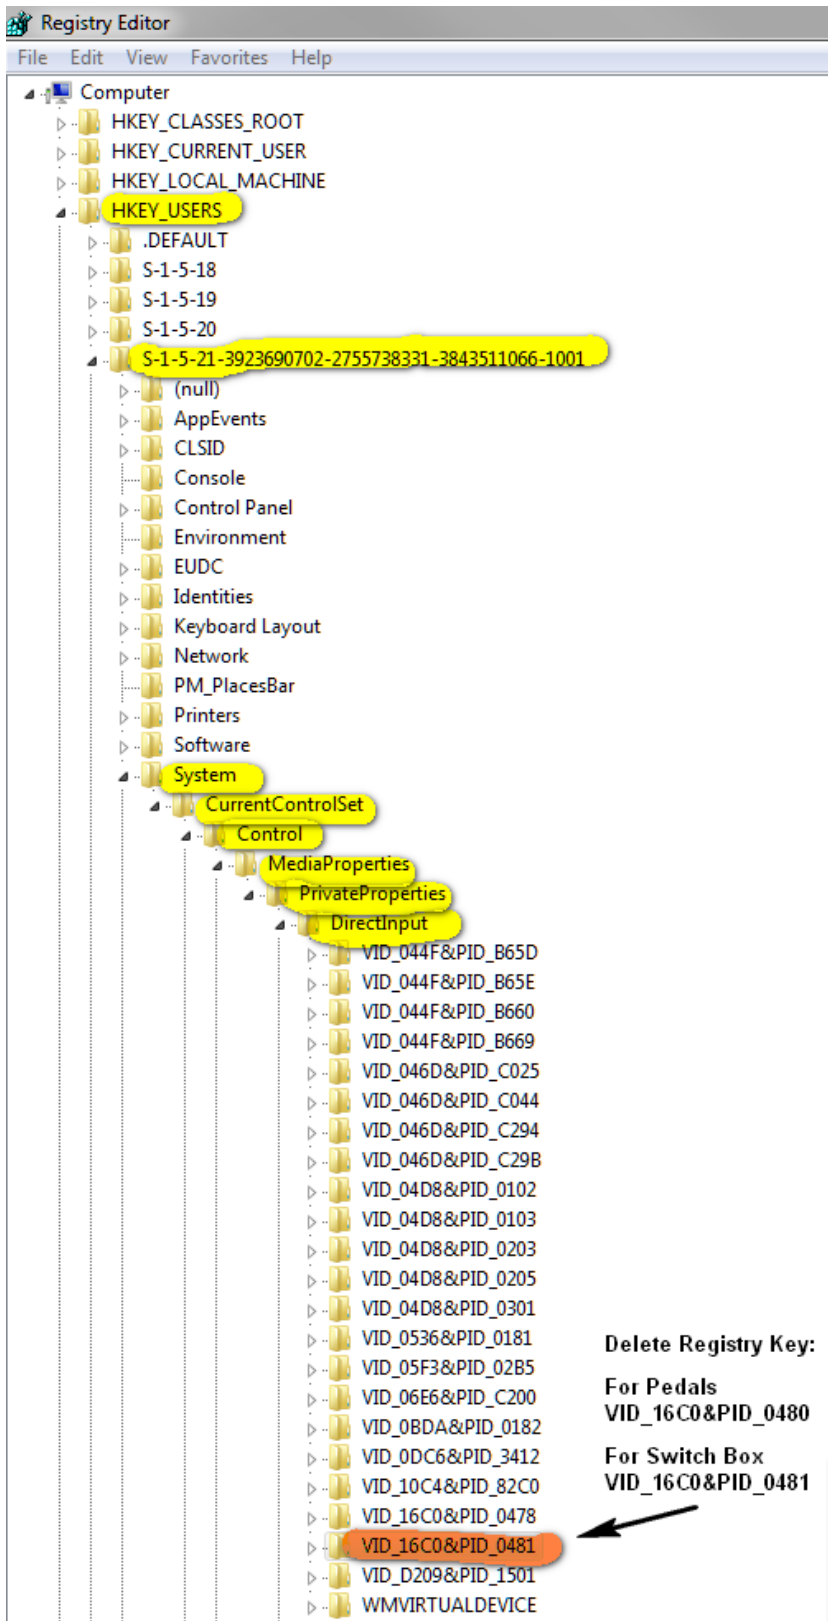 Registry Editor
File Edit View Favorites Help
Computer
HKEY_CLASSES_ROOT
HKEY_CURRENT_USER
HKEY_LOCAL_MACHINE
HKEY_USERS
.DEFAULT
S-1-5-18
S-1-5-19
S-1-5-20
S-1-5-21-3923690702-2755738331-3843511066-1001
(null)
AppEvents
CLSID
Console
Control Panel
Environment
EUDC
Identities
Keyboard Layout
Network
PM_PlacesBar
Printers
Software
System
CurrentControlSet
Control
MediaProperties
PrivateProperties
DirectInput
VID_044F&PID_B65D
VID_044F&PID_B65E
VID_044F&PID_B660
VID_044F&PID_B669
VID_046D&PID_C025
VID_046D&PID_C044
VID_046D&PID_C294
VID_046D&PID_C29B
VID_04D8&PID_0102
VID_04D8&PID_0103
VID_04D8&PID_0203
VID_04D8&PID_0205
VID_04D8&PID_0301
VID_0536&PID_0181
VID_05F3&PID_02B5
VID_06E6&PID_C200
VID_0BDA&PID_0182
VID_0DC6&PID_3412
VID_10C4&PID_82C0
VID_16C0&PID_0478
VID_16C0&PID_0481
VID_D209&PID_1501
WMVIRTUALDEVICE
Delete Registry Key:
For Pedals
VID_16C0&PID_0480
For Switch Box
VID_16C0&PID_0481